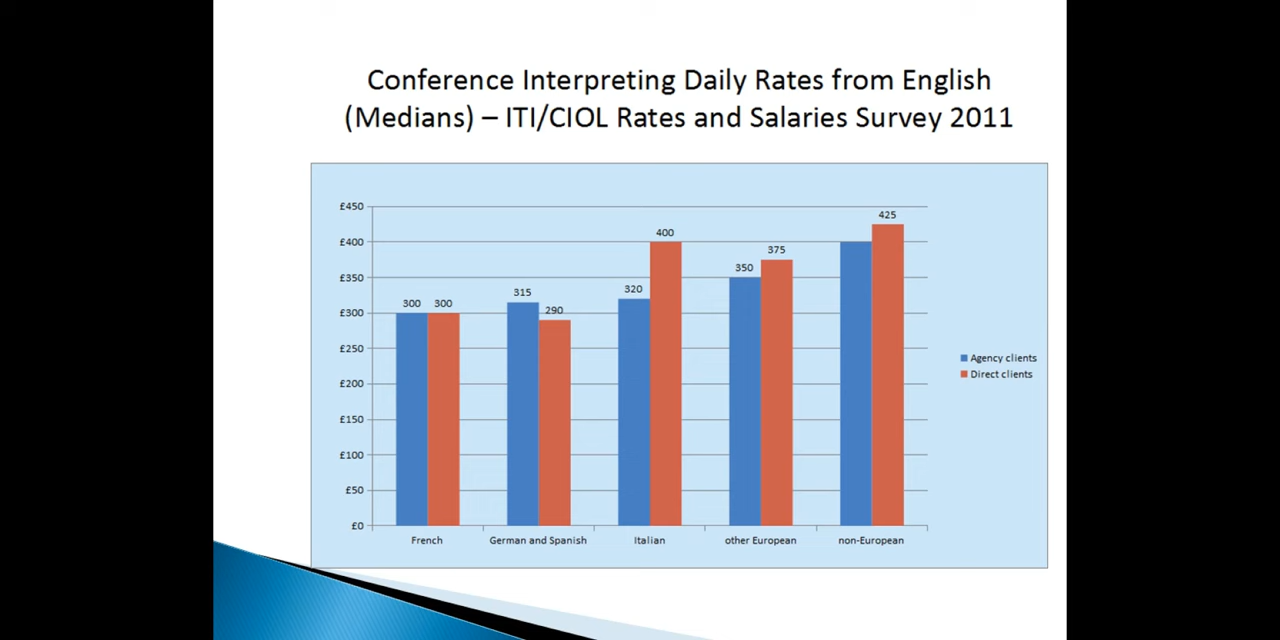 Conference Interpreting Daily Rates from English
(Medians) – ITI/CIOL Rates and Salaries Survey 2011
£450
£400
£350
£300
£250
£200
£150
£100
£50
£0
300
300
315
290
320
400
350
375
425
French
German and Spanish
Italian
other European
non-European
Agency clients
Direct clients